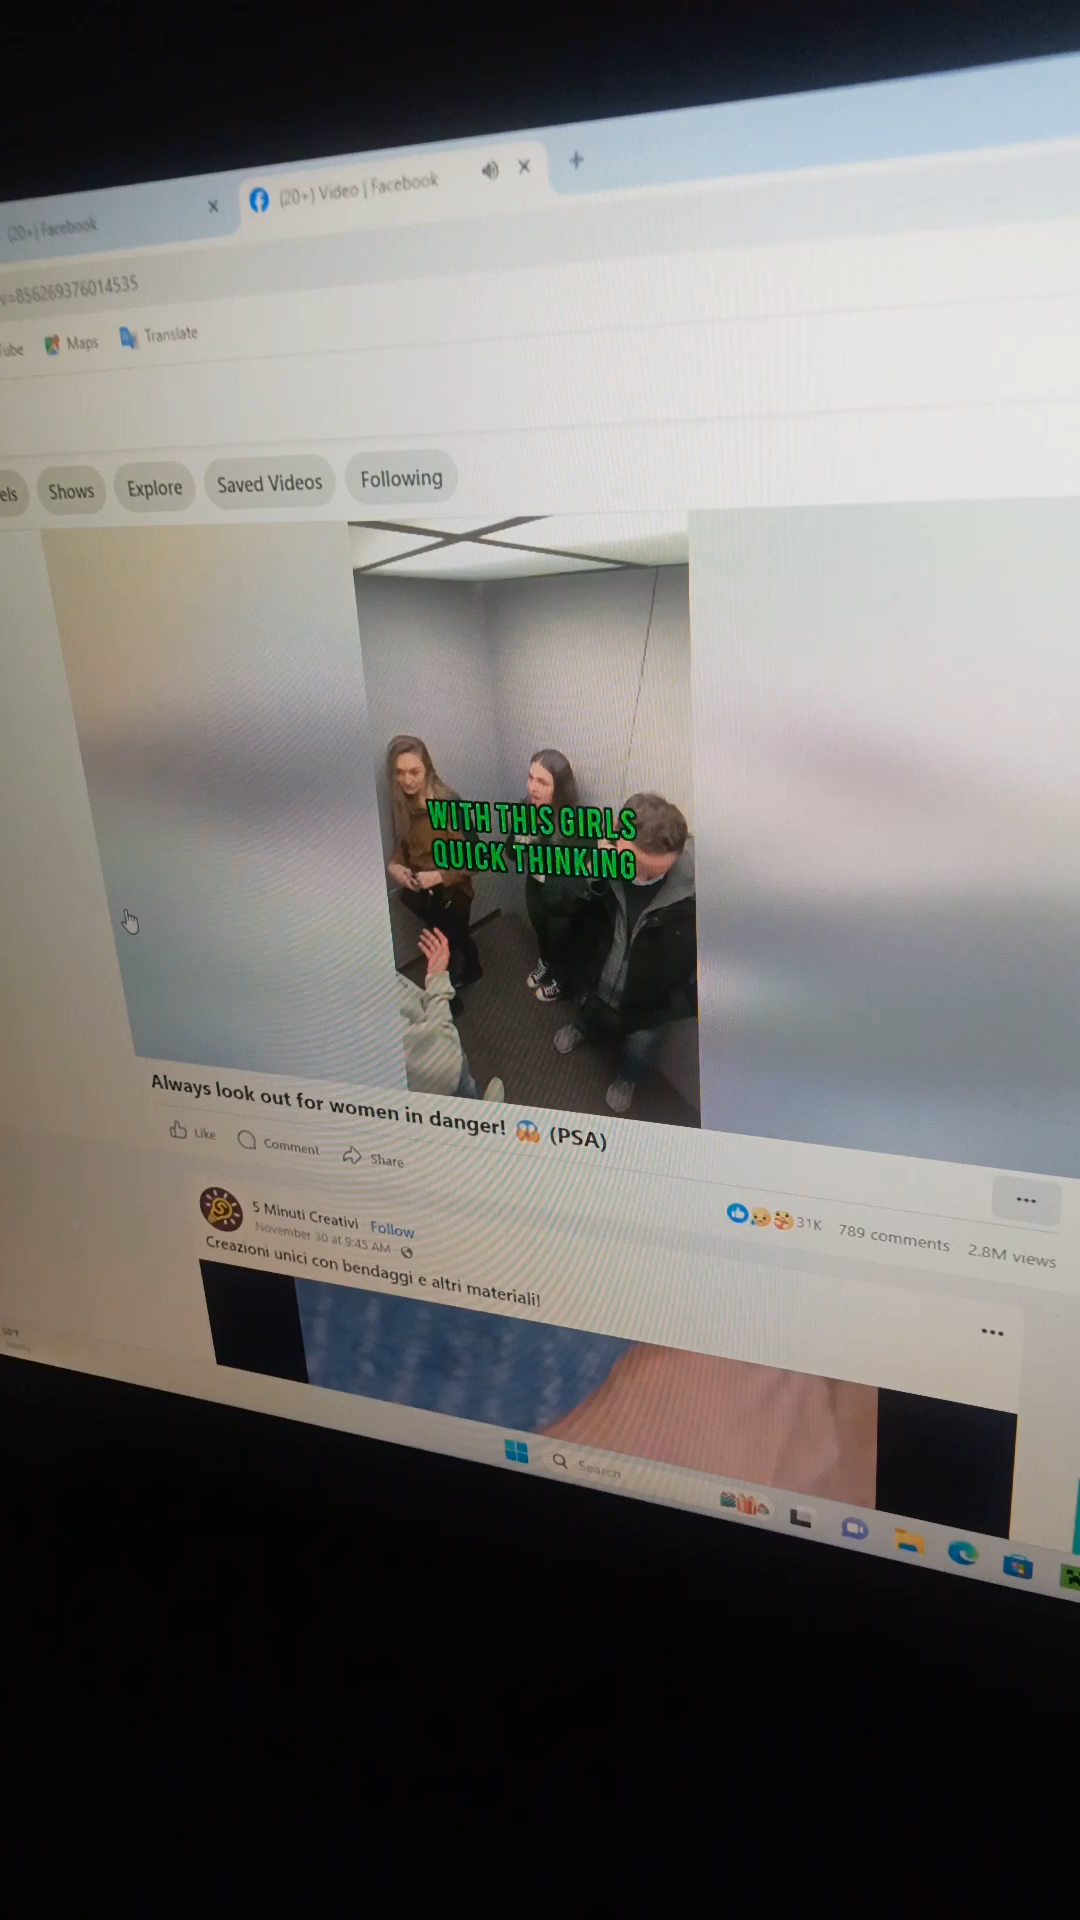 (20+) Facebook
(20+) Video | Facebook
v=856269376014535
Tube
Maps
Translate
els
Shows
Explore
Saved Videos
Following
WITH THIS GIRLS
QUICK THINKING
Always look out for women in danger! 😱 (PSA)
Like
Comment
Share
31K
789 comments
2.8M views
5 Minuti Creativi · Follow
November 30 at 9:45 AM
Creazioni unici con bendaggi e altri materiali!
Search